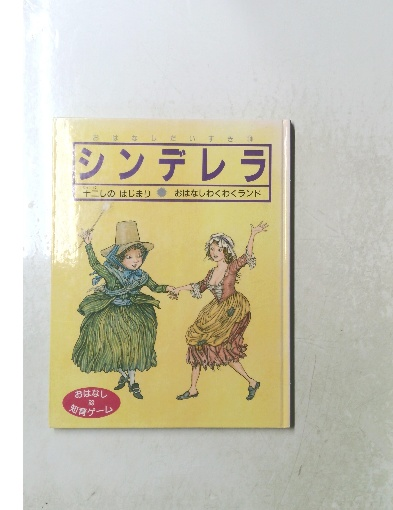 おはなしだいすき
シンデレラ
十二しの はじまり ● おはなしわくわくランド
おはなし
知育ゲーム